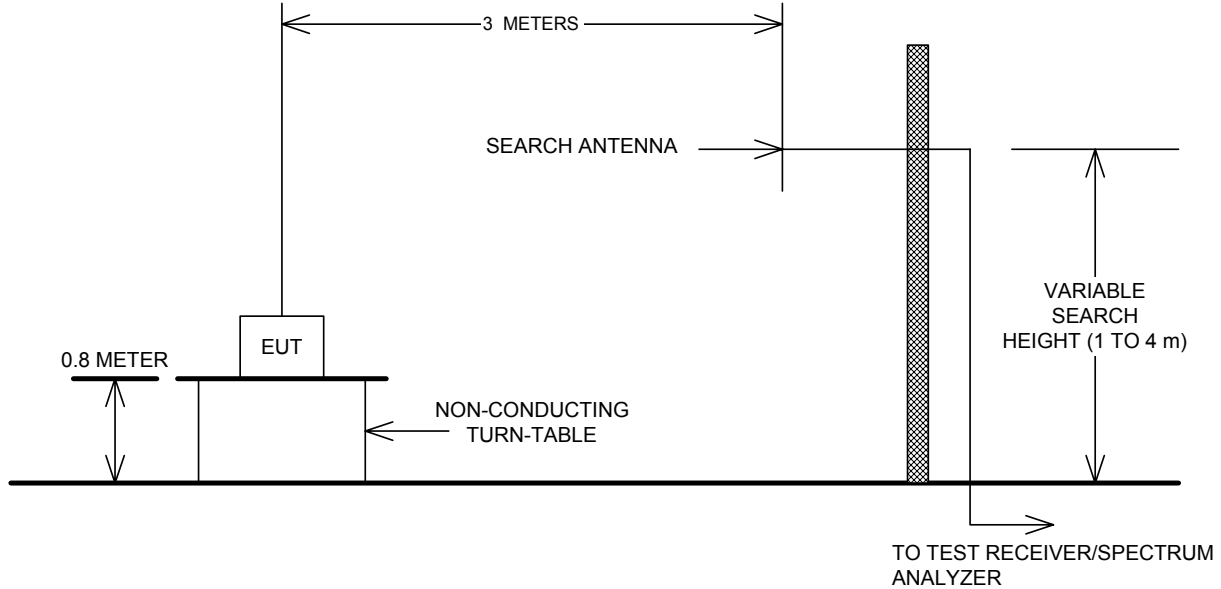 3 METERS
SEARCH ANTENNA
VARIABLE
SEARCH
HEIGHT (1 TO 4 m)
EUT
0.8 METER
NON-CONDUCTING
TURN-TABLE
TO TEST RECEIVER/SPECTRUM
ANALYZER